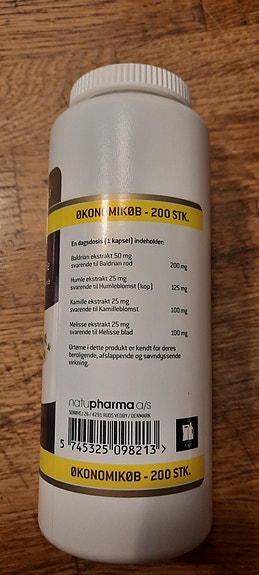 ØKONOMIKØB - 200 STK.
En dagsdosis (1 kapsel) indeholder:
Baldrian ekstrakt 50 mg
svarende til Baldrian rod 200 mg
Humle ekstrakt 25 mg
svarende til Humleblomst (kop) 125 mg
Kamille ekstrakt 25 mg
svarende til Kamilleblomst 100 mg
Melisse ekstrakt 25 mg
svarende til Melisse blad 100 mg
Urterne i dette produkt er kendt for deres
beroligende, afslappende og søvndyssende
virkning.
natupharma a/s
/ 4291 RUDS VEDBY / DENMARK
5 745325 098213 >
ØKONOMIKØB - 200 STK.